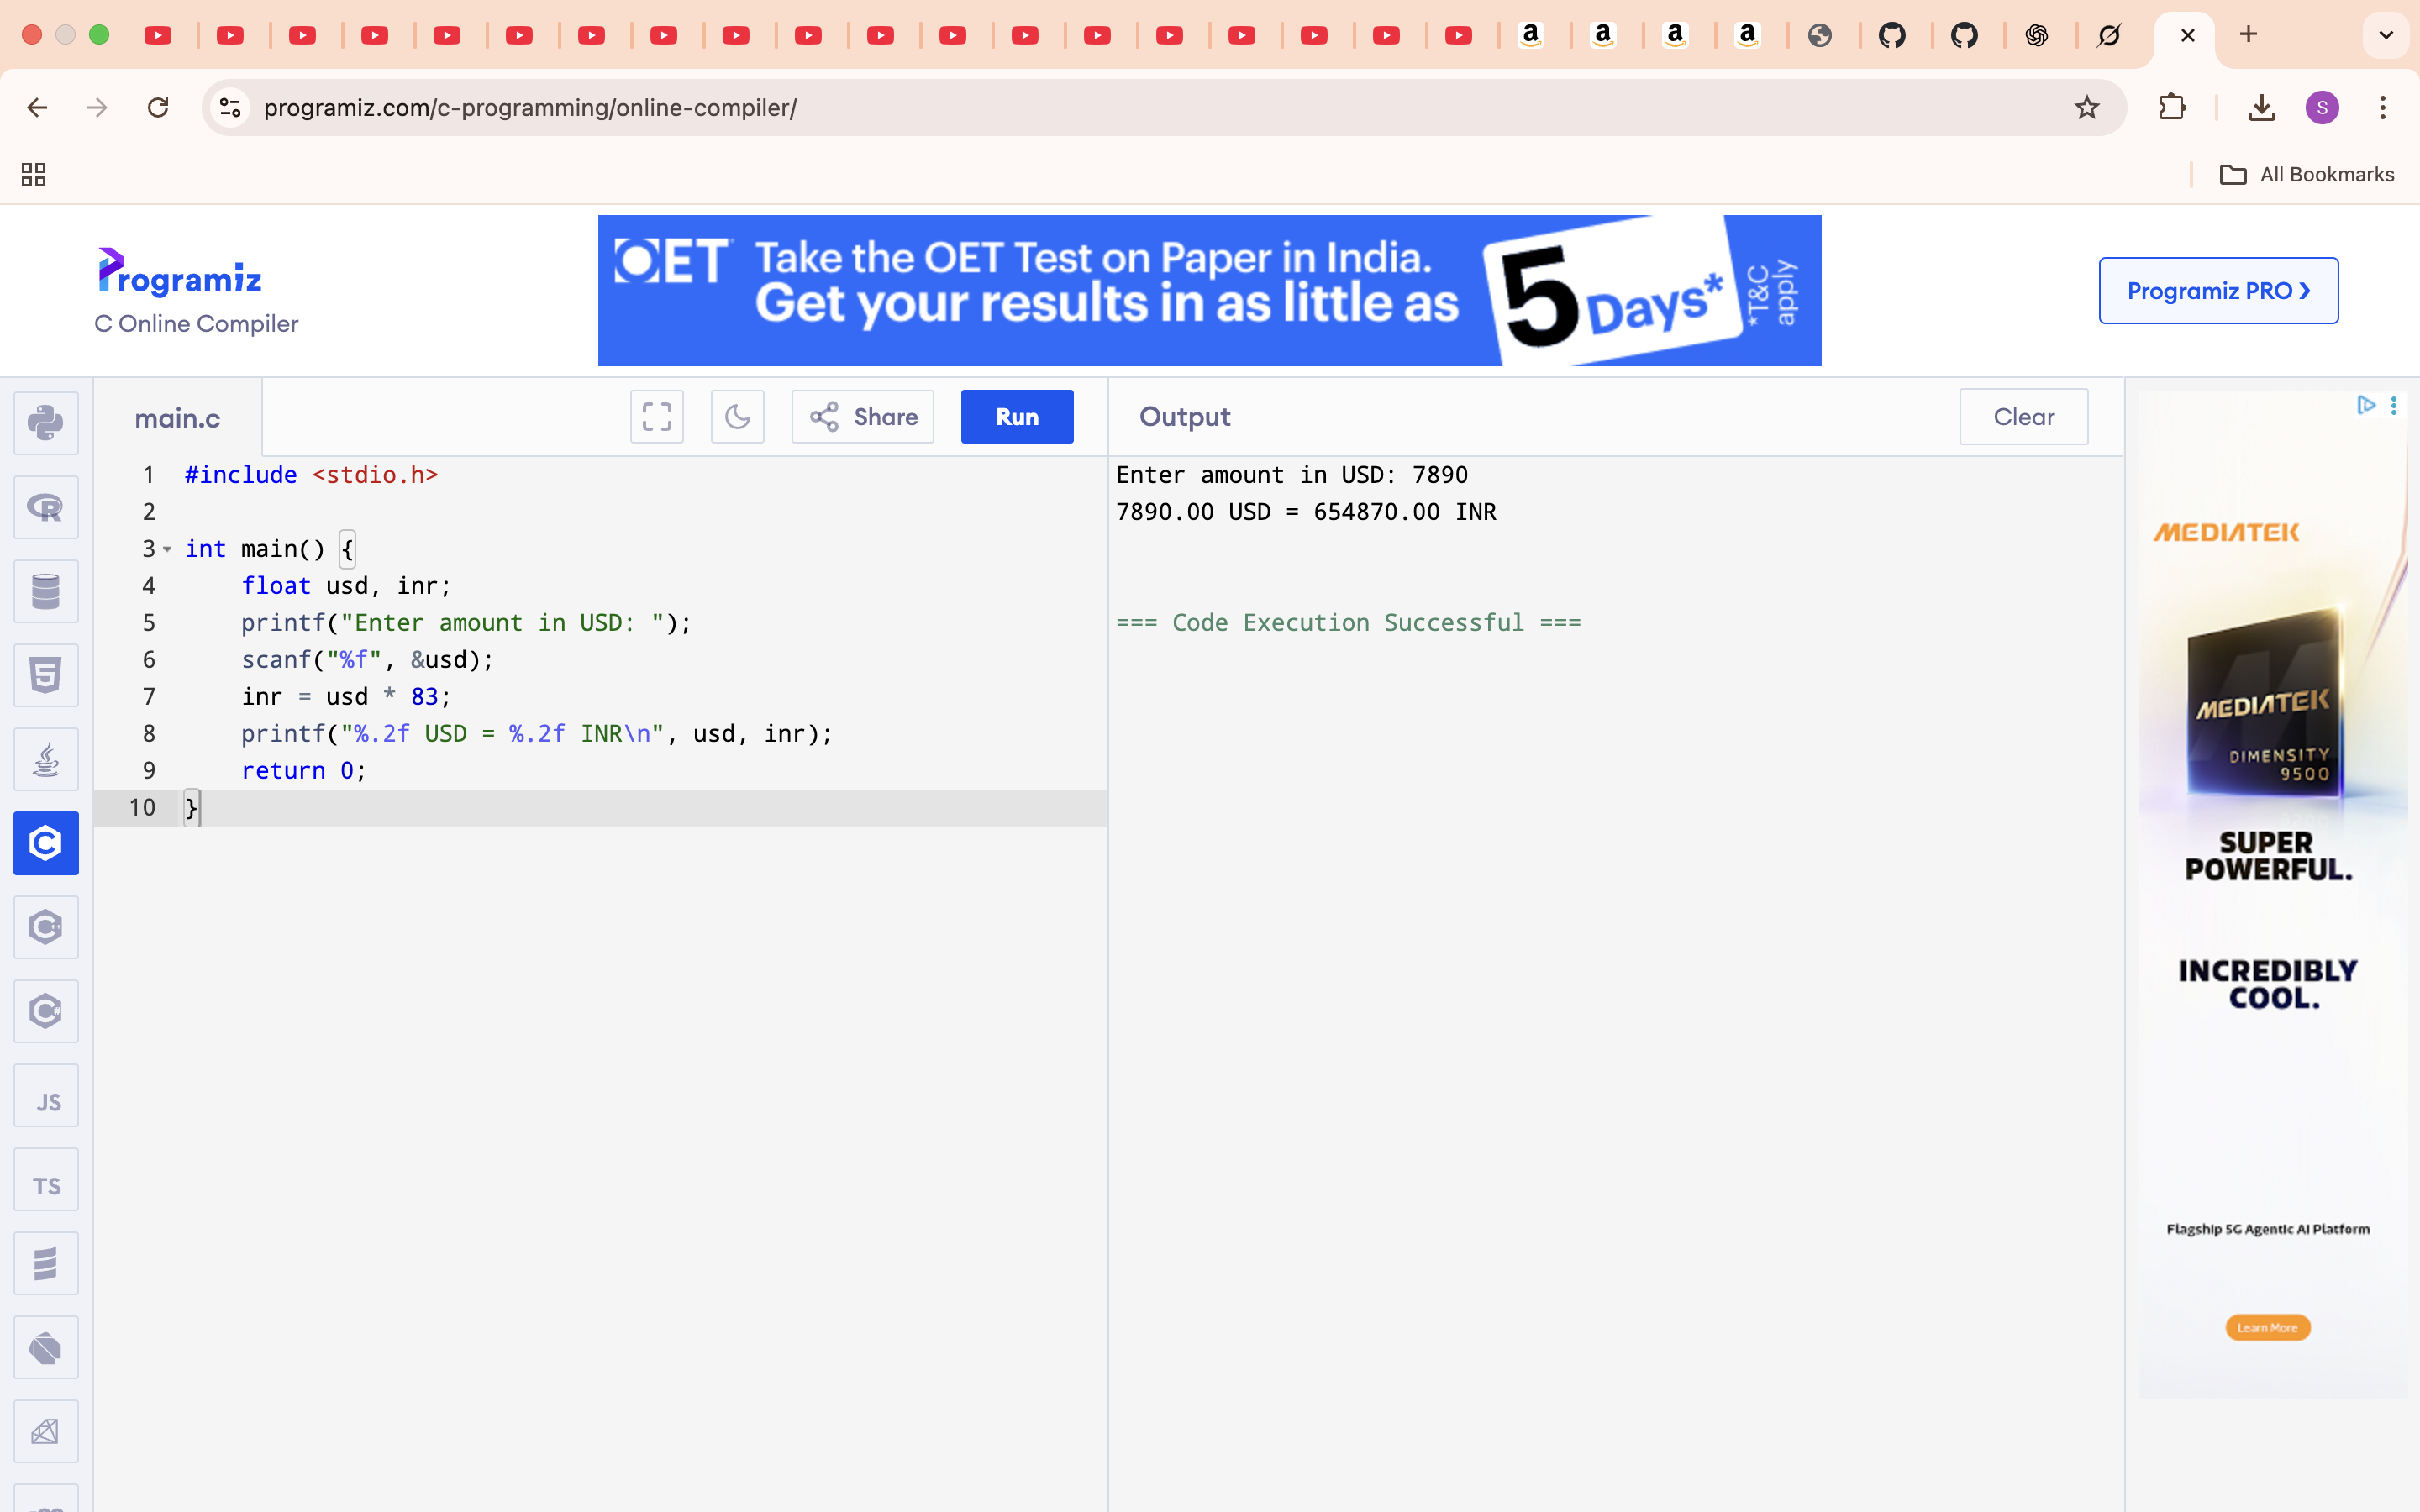 programiz.com/c-programming/online-compiler/
S
All Bookmarks
Programiz
C Online Compiler
OET Take the OET Test on Paper in India.
Get your results in as little as
5 Days*
*T&C apply
Programiz PRO ❯
main.c
Share
Run
Output
Clear
1 #include <stdio.h>
2
3 int main() {
4     float usd, inr;
5     printf("Enter amount in USD: ");
6     scanf("%f", &usd);
7     inr = usd * 83;
8     printf("%.2f USD = %.2f INR\n", usd, inr);
9     return 0;
10 }
Enter amount in USD: 7890
7890.00 USD = 654870.00 INR
=== Code Execution Successful ===
JS
TS
MEDIATEK
MEDIATEK
DIMENSITY
9500
SUPER
POWERFUL.
INCREDIBLY
COOL.
Flagship 5G Agentic AI Platform
Learn More